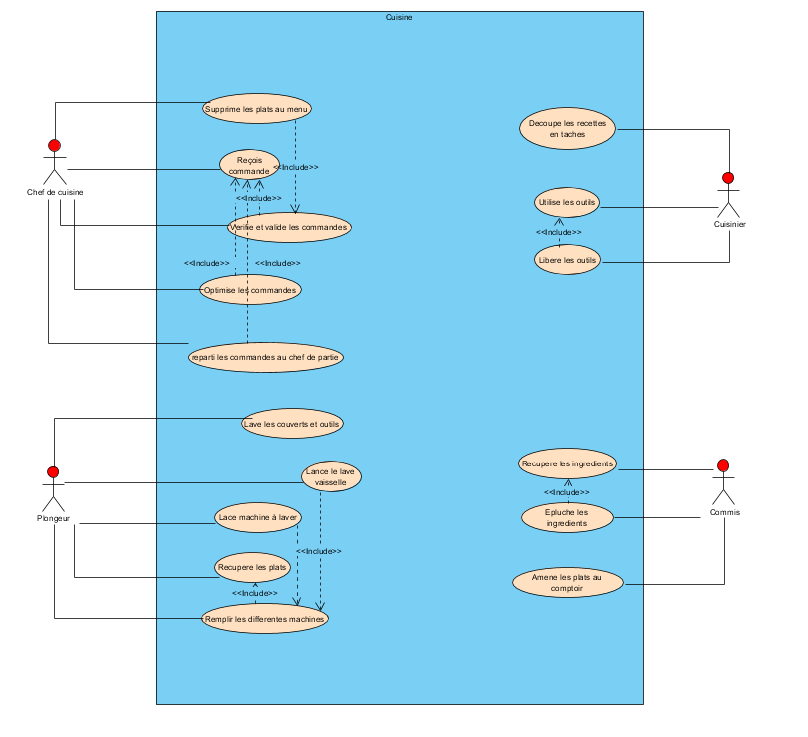 Cuisine
Supprime les plats au menu
Reçois
commande
<<Include>>
Chef de cuisine
<<Include>>
Verifie et valide les commandes
<<Include>>
<<Include>>
Optimise les commandes
reparti les commandes au chef de partie
Decoupe les recettes
en taches
Utilise les outils
Cuisinier
<<Include>>
Libere les outils
Lave les couverts et outils
Lance le lave
vaisselle
Plongeur
Lace machine à laver
<<Include>>
Recupere les plats
<<Include>>
Remplir les differentes machines
Recupere les ingredients
<<Include>>
Commis
Epluche les
ingredients
Amene les plats au
comptoir